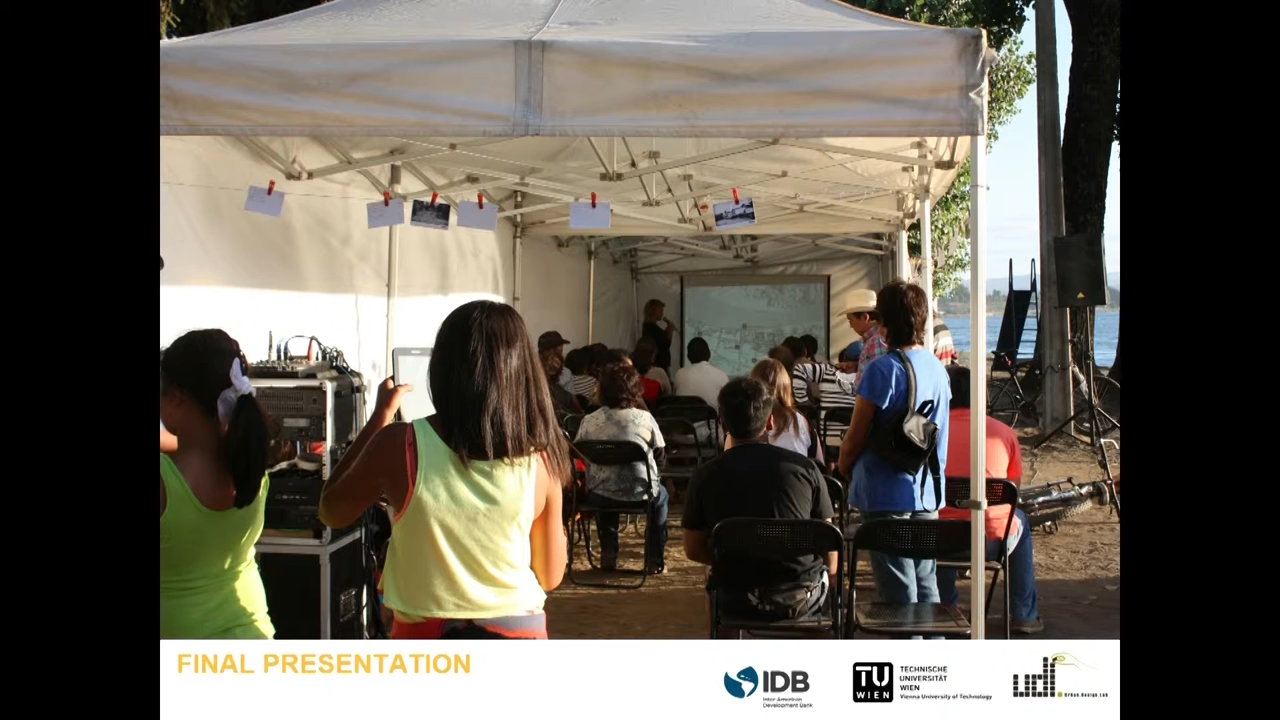 FINAL PRESENTATION
IDB
Inter-American
Development Bank
TU
WIEN
TECHNISCHE
UNIVERSITÄT
WIEN
Vienna University of Technology
udl
Urban.Design.Lab